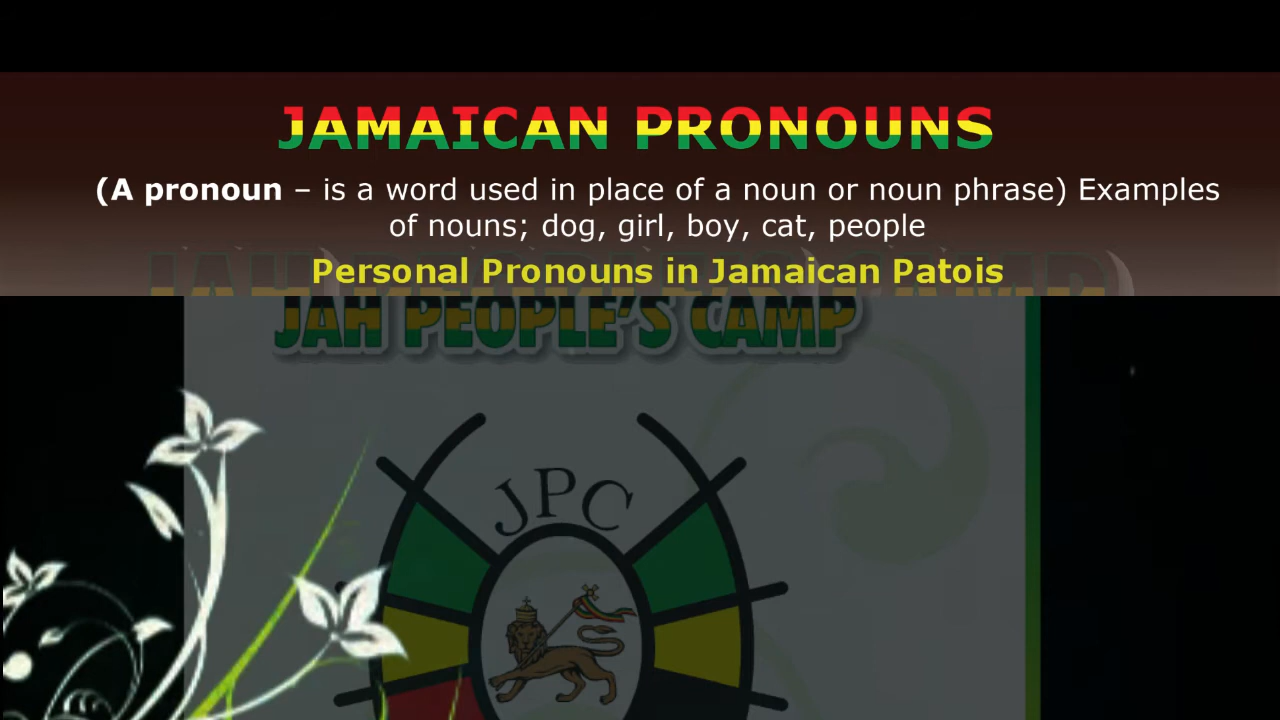 JAMAICAN PRONOUNS
(A pronoun – is a word used in place of a noun or noun phrase) Examples
of nouns; dog, girl, boy, cat, people
Personal Pronouns in Jamaican Patois
JAH PEOPLE'S CAMP
JPC